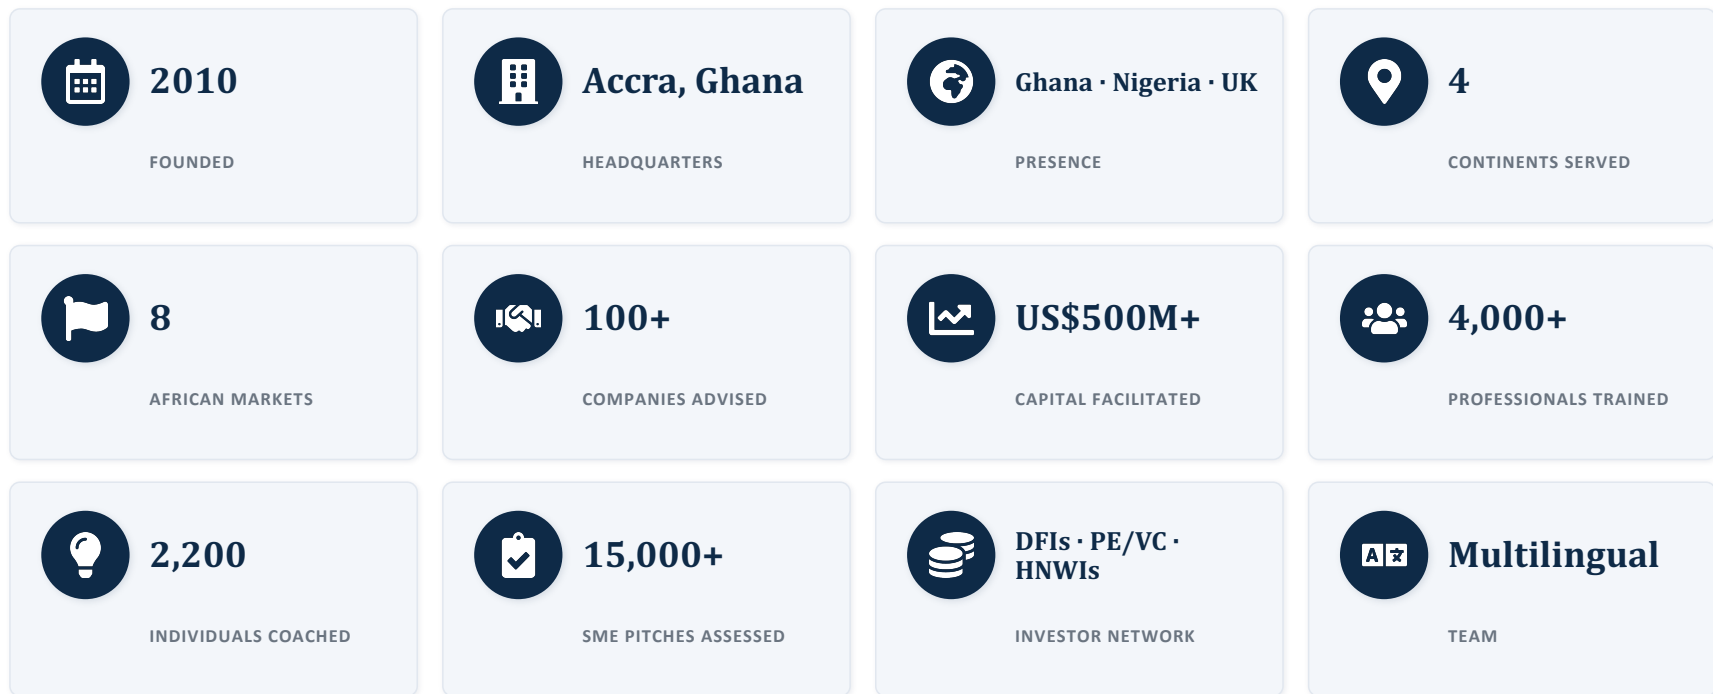 2010
FOUNDED
Accra, Ghana
HEADQUARTERS
Ghana · Nigeria · UK
PRESENCE
4
CONTINENTS SERVED
8
AFRICAN MARKETS
100+
COMPANIES ADVISED
US$500M+
CAPITAL FACILITATED
4,000+
PROFESSIONALS TRAINED
2,200
INDIVIDUALS COACHED
15,000+
SME PITCHES ASSESSED
DFIs · PE/VC ·
HNWIs
INVESTOR NETWORK
A 文
Multilingual
TEAM